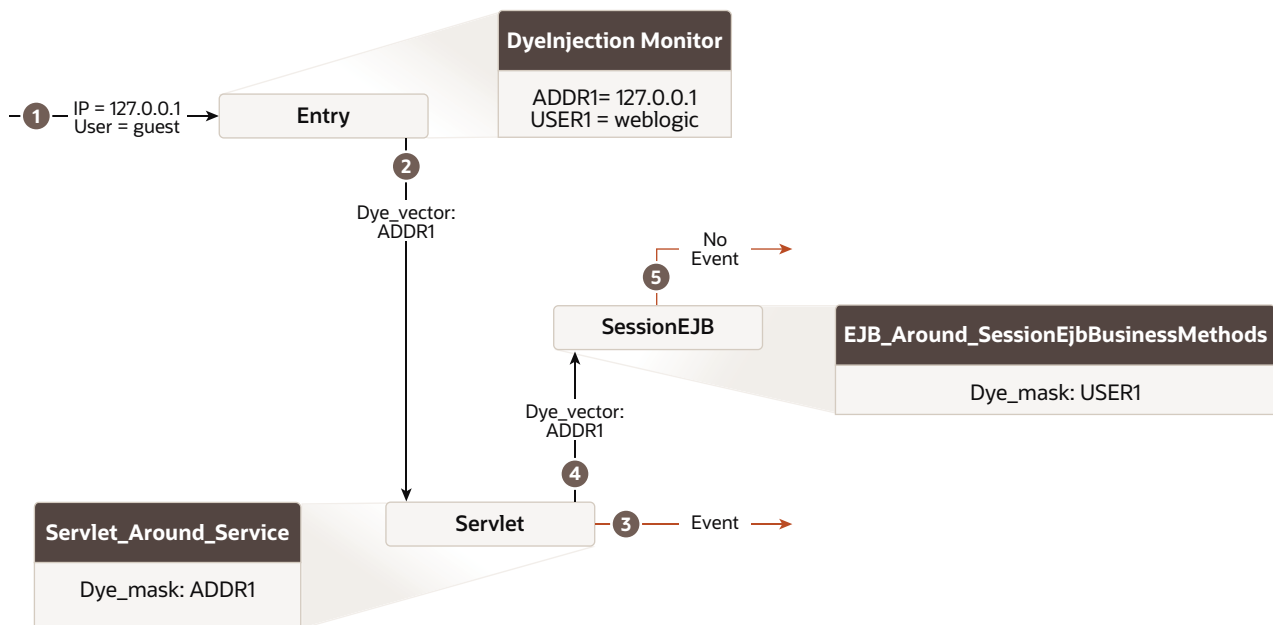 DyeInjection Monitor
ADDR1= 127.0.0.1
USER1 = weblogic
1
IP = 127.0.0.1
User = guest
Entry
2
Dye_vector:
ADDR1
No
Event
5
SessionEJB
EJB_Around_SessionEjbBusinessMethods
Dye_mask: USER1
Dye_vector:
ADDR1
4
Servlet_Around_Service
Dye_mask: ADDR1
Servlet
3
Event